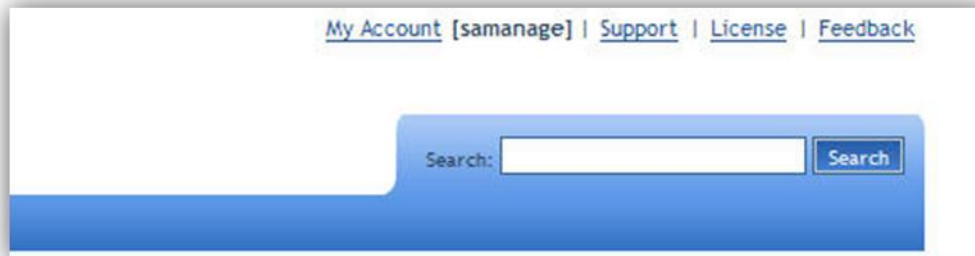 My Account [samanage] | Support | License | Feedback
Search: Search